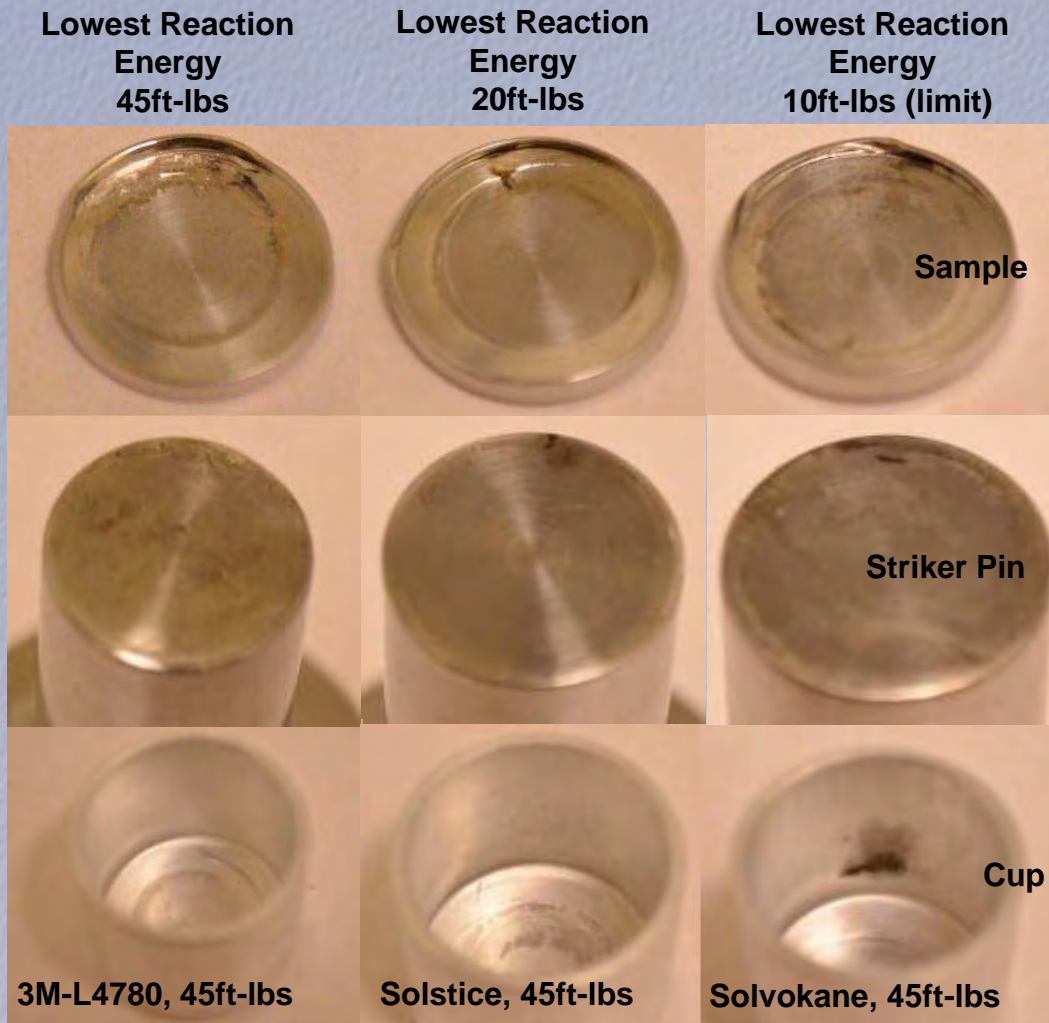 Lowest Reaction
Energy
45ft-lbs
Lowest Reaction
Energy
20ft-lbs
Lowest Reaction
Energy
10ft-lbs (limit)
Sample
Striker Pin
Cup
3M-L4780, 45ft-lbs
Solstice, 45ft-lbs
Solvokane, 45ft-lbs